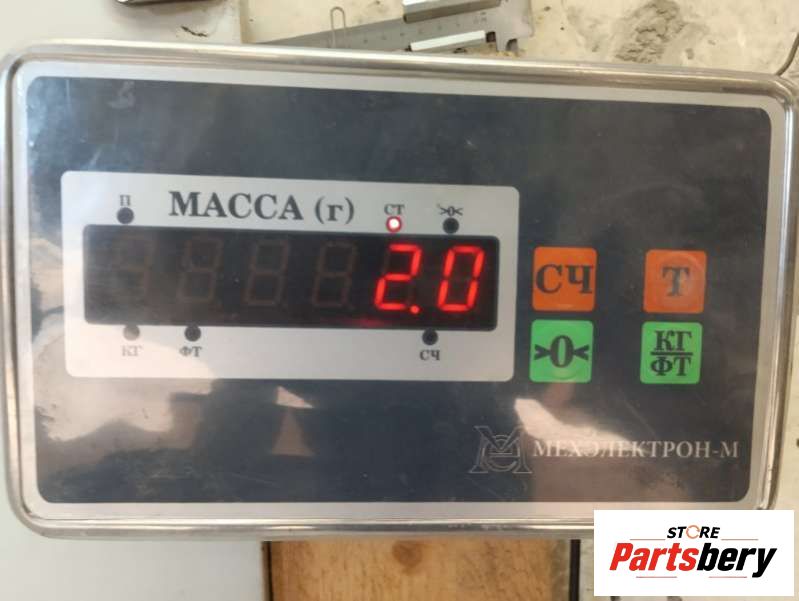 П МАССА (г) СТ >0<
2.0
КГ ФТ СЧ
СЧ Т
>0< КГ/ФТ
МЕХЭЛЕКТРОН-М
STORE
Partsbery